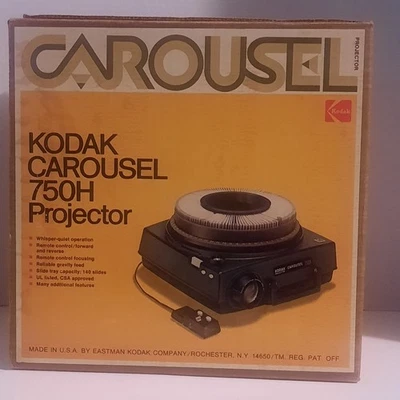 CAROUSEL
PROJECTOR
Kodak
KODAK
CAROUSEL
750H
Projector
Whisper-quiet operation
Remote control/forward
and reverse
Remote control focusing
Reliable gravity feed
Slide tray capacity: 140 slides
UL listed, CSA approved
Many additional features
KODAK CAROUSEL
MADE IN U.S.A. BY EASTMAN KODAK COMPANY/ROCHESTER, N.Y. 14650/TM. REG. PAT. OFF.